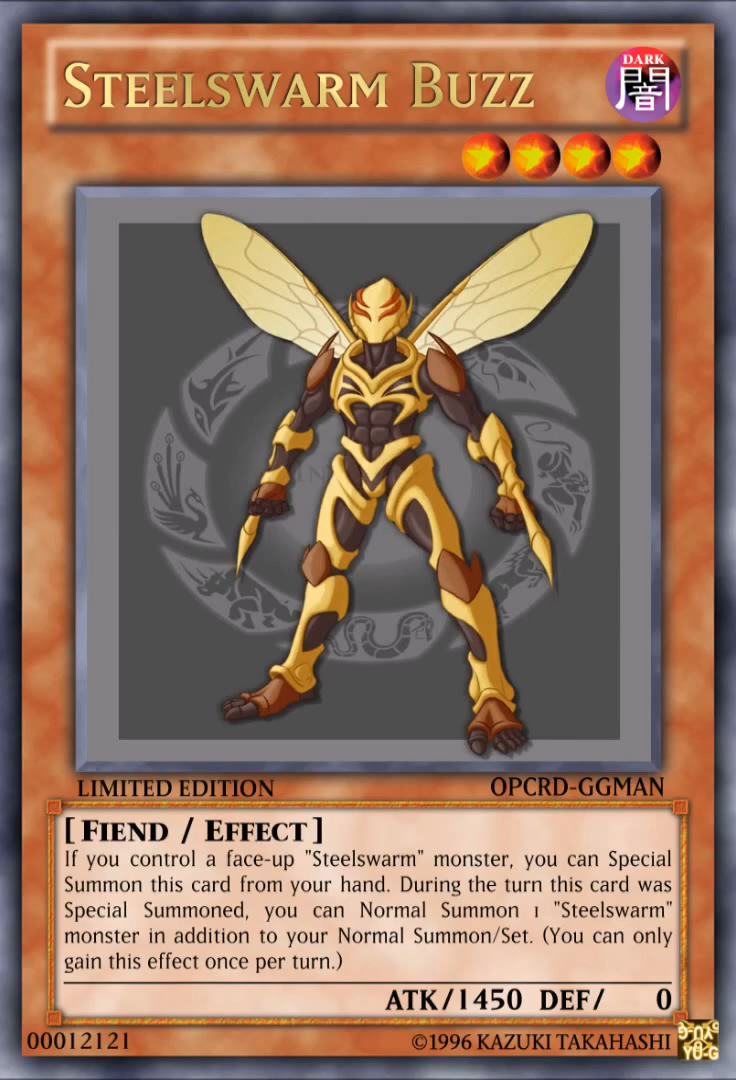 Steelswarm Buzz
DARK
闇
LIMITED EDITION
OPCRD-GGMAN
[ Fiend / Effect ]
If you control a face-up "Steelswarm" monster, you can Special
Summon this card from your hand. During the turn this card was
Special Summoned, you can Normal Summon 1 "Steelswarm"
monster in addition to your Normal Summon/Set. (You can only
gain this effect once per turn.)
ATK/1450 DEF/ 0
00012121
©1996 KAZUKI TAKAHASHI